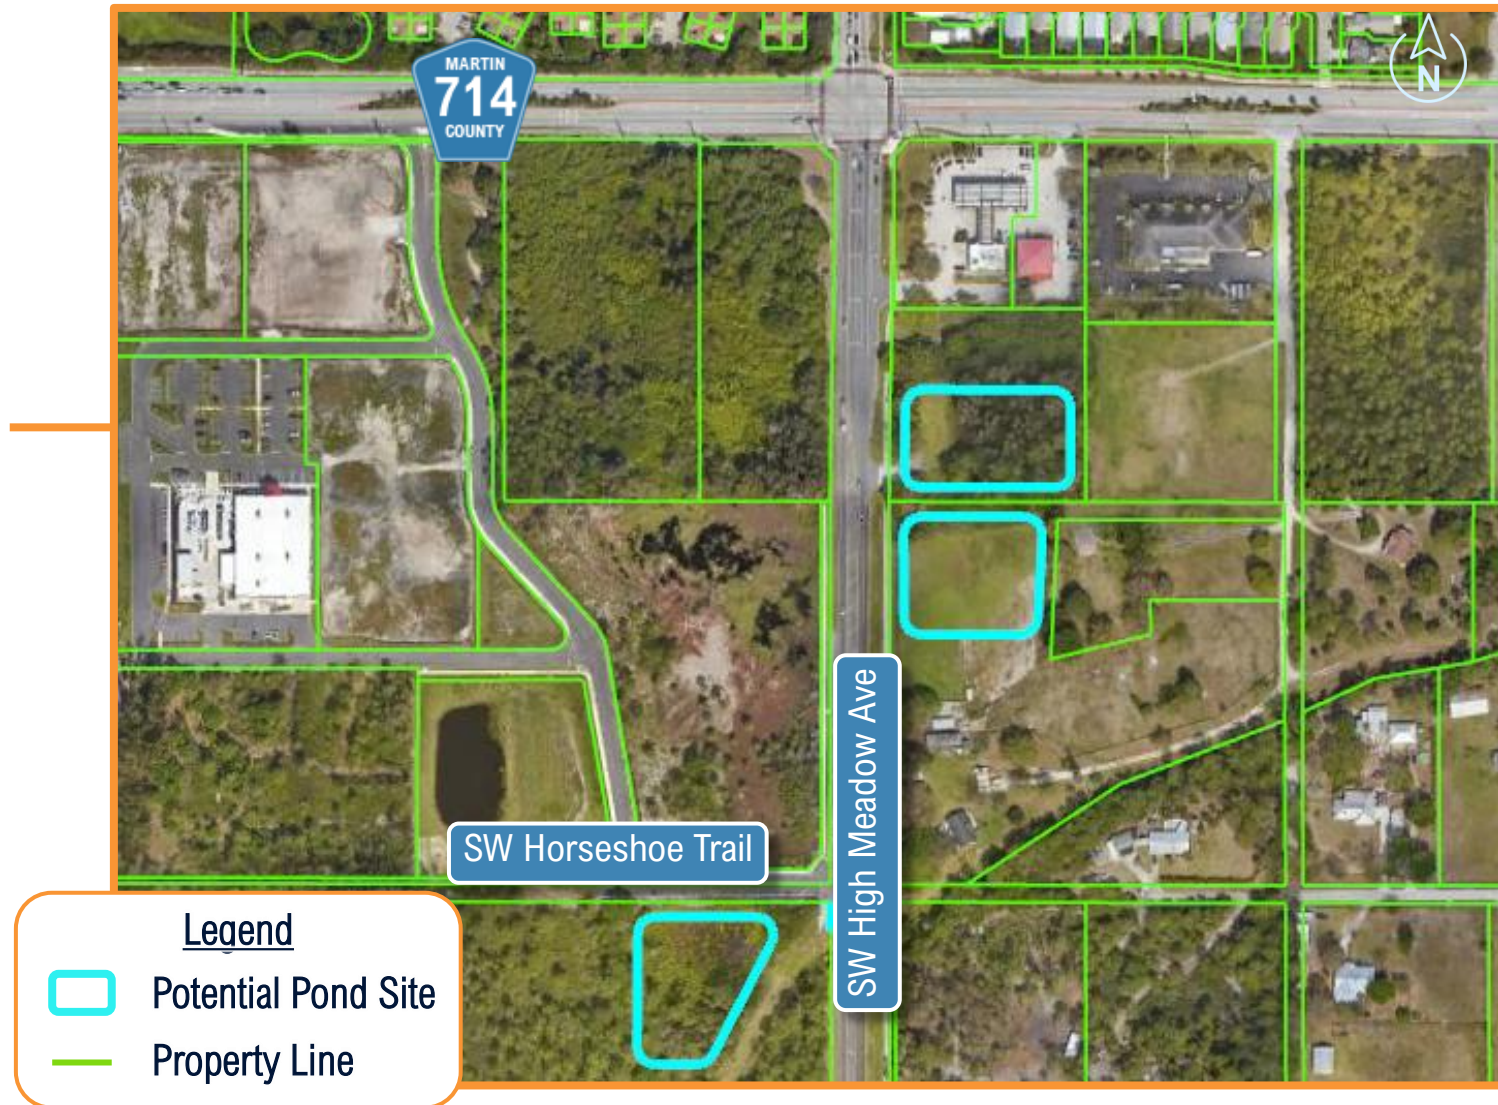 MARTIN
714
COUNTY
N
SW High Meadow Ave
SW Horseshoe Trail
Legend
Potential Pond Site
Property Line